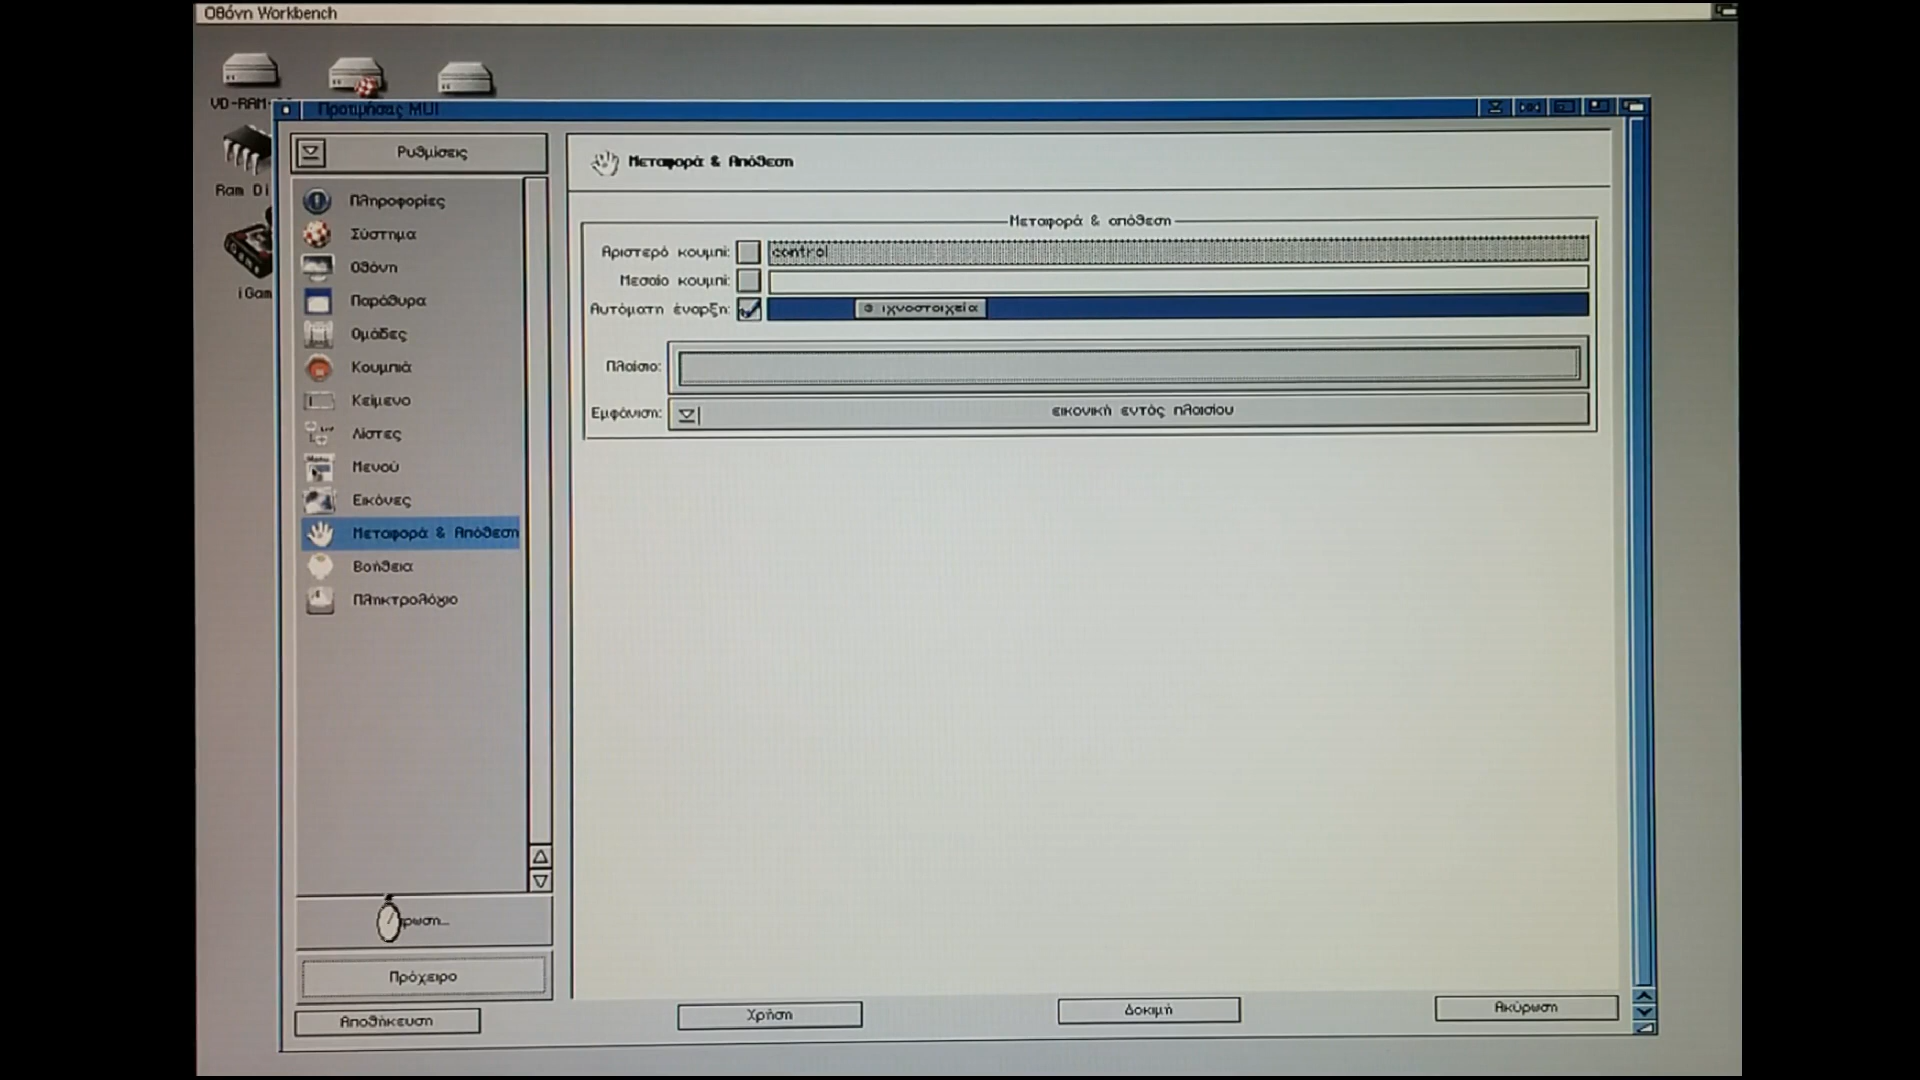 Οθόνη Workbench
VD-RAM-
Ram Di
iGam
Προτιμήσεις MUI
Ρυθμίσεις
Πληροφορίες
Σύστημα
Οθόνη
Παράθυρα
Ομάδες
Κουμπιά
Κείμενο
Λίστες
Μενού
Εικόνες
Μεταφορά & Απόθεση
Βοήθεια
Πληκτρολόγιο
ρωση...
Πρόχειρο
Μεταφορά & Απόθεση
Μεταφορά & απόθεση
Αριστερό κουμπί: control
Μεσαίο κουμπί:
Αυτόματη έναρξη: 3 ιχνοστοιχεία
Πλαίσιο:
Εμφάνιση: εικονική εντός πλαισίου
Αποθήκευση
Χρήση
Δοκιμή
Ακύρωση